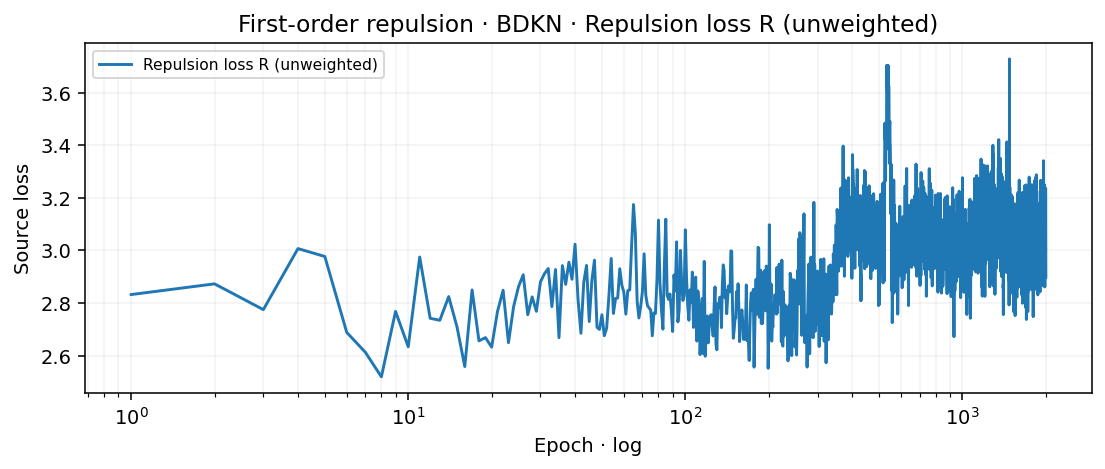 First-order repulsion · BDKN · Repulsion loss R (unweighted)
Repulsion loss R (unweighted)
Source loss
3.6
3.4
3.2
3.0
2.8
2.6
10⁰
10¹
10²
10³
Epoch · log